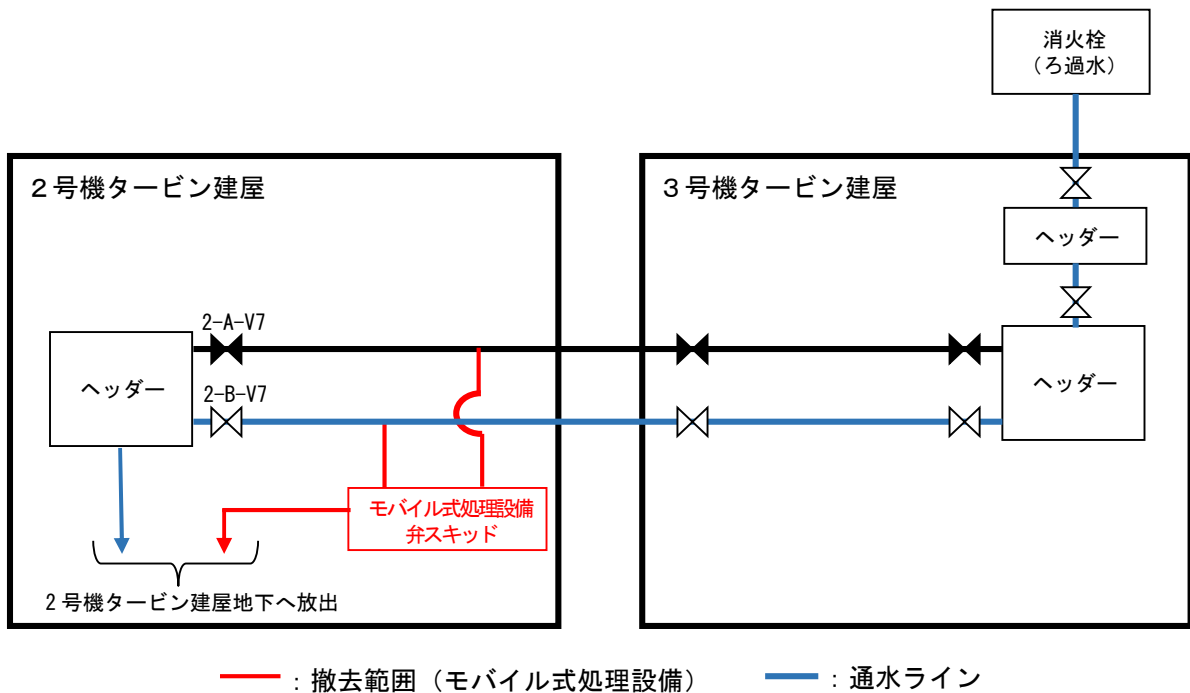 消火栓
（ろ過水）
２号機タービン建屋
３号機タービン建屋
ヘッダー
2-A-V7
ヘッダー
ヘッダー
2-B-V7
モバイル式処理設備
弁スキッド
2号機タービン建屋地下へ放出
：撤去範囲（モバイル式処理設備）
：通水ライン